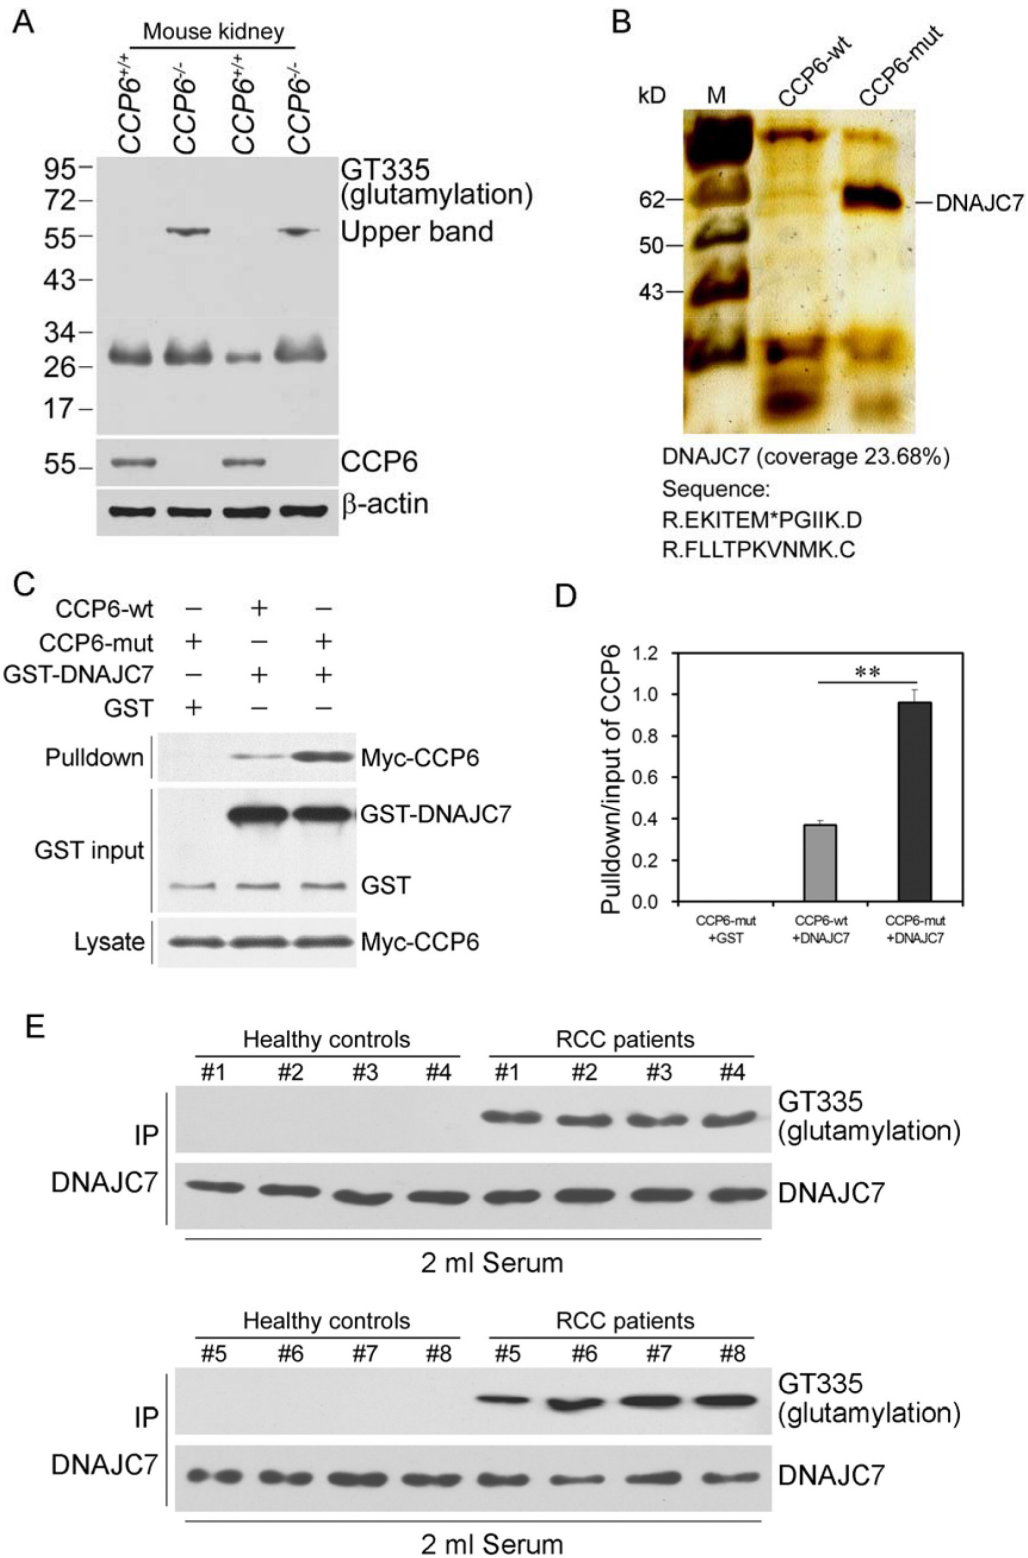 A
Mouse kidney
CCP6+/+
CCP6-/-
CCP6+/+
CCP6-/-
95
72
55
43
34
26
17
GT335
(glutamylation)
Upper band
55
CCP6
β-actin
B
kD
M
CCP6-wt
CCP6-mut
62
50
43
DNAJC7
DNAJC7 (coverage 23.68%)
Sequence:
R.EKITEM*PGIIK.D
R.FLLTPKVNMK.C
C
CCP6-wt − + −
CCP6-mut + − +
GST-DNAJC7 − + +
GST + − −
Pulldown
Myc-CCP6
GST input
GST-DNAJC7
GST
Lysate
Myc-CCP6
D
Pulldown/input of CCP6
1.2
1.0
0.8
0.6
0.4
0.2
0.0
**
CCP6-mut
+GST
CCP6-wt
+DNAJC7
CCP6-mut
+DNAJC7
E
Healthy controls
RCC patients
#1 #2 #3 #4 #1 #2 #3 #4
IP
DNAJC7
GT335
(glutamylation)
DNAJC7
2 ml Serum
Healthy controls
RCC patients
#5 #6 #7 #8 #5 #6 #7 #8
IP
DNAJC7
GT335
(glutamylation)
DNAJC7
2 ml Serum